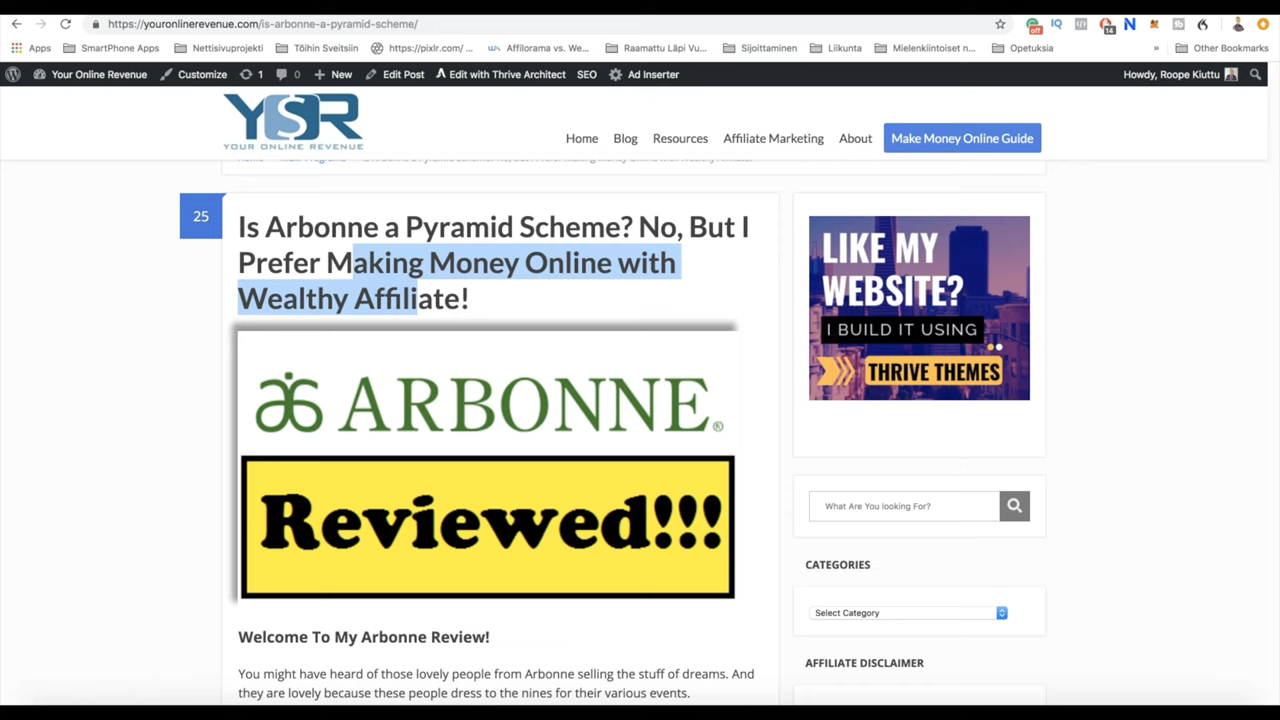 https://youronlinerevenue.com/is-arbonne-a-pyramid-scheme/
off
IQ
14
N
Apps
SmartPhone Apps
Nettisivuprojekti
Töihin Sveitsiin
https://pixlr.com/ ...
Affilorama vs. We...
Raamattu Läpi Vu...
Sijoittaminen
Liikunta
Mielenkiintoiset n...
Opetuksia
»
Other Bookmarks
Your Online Revenue
Customize
1
0
New
Edit Post
Edit with Thrive Architect
SEO
Ad Inserter
Howdy, Roope Kiuttu
Y$R
YOUR ONLINE REVENUE
Home
Blog
Resources
Affiliate Marketing
About
Make Money Online Guide
25
Is Arbonne a Pyramid Scheme? No, But I
Prefer Making Money Online with
Wealthy Affiliate!
ARBONNE®
Reviewed!!!
Welcome To My Arbonne Review!
You might have heard of those lovely people from Arbonne selling the stuff of dreams. And
they are lovely because these people dress to the nines for their various events.
LIKE MY
WEBSITE?
I BUILD IT USING
THRIVE THEMES
What Are You looking For?
CATEGORIES
Select Category
AFFILIATE DISCLAIMER